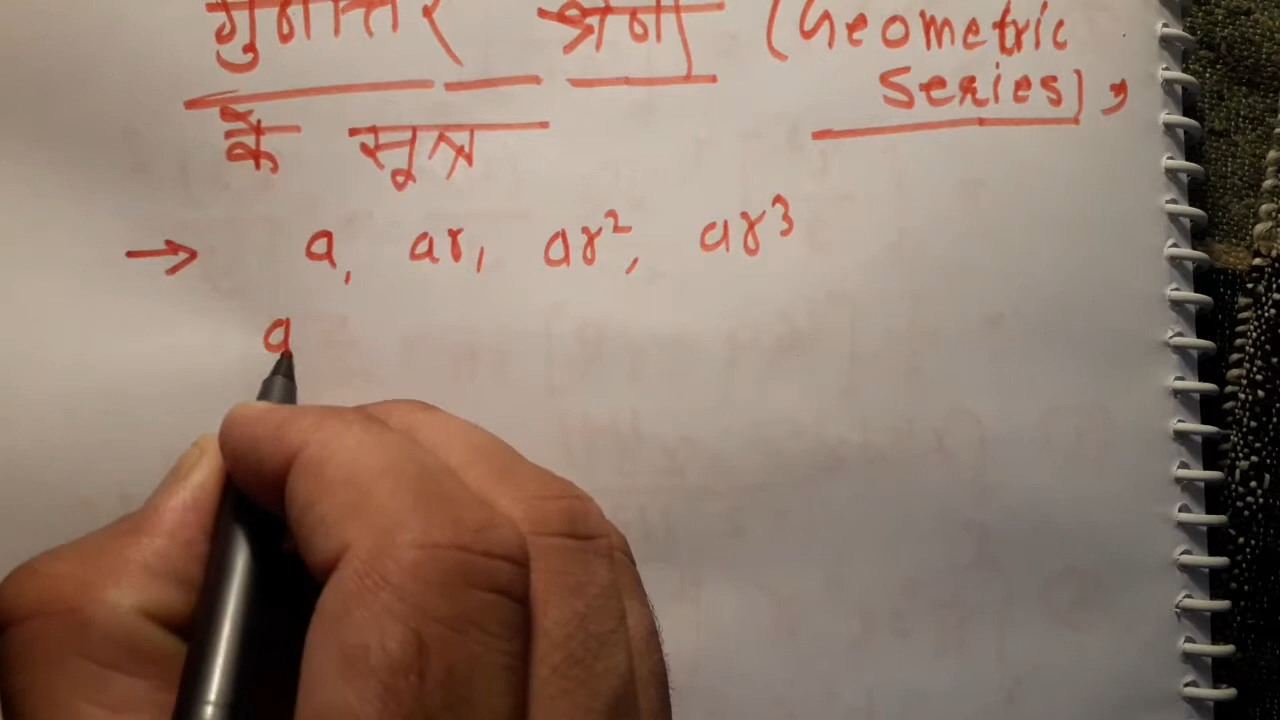 गुणोत्तर श्रेणी (Geometric
Series),
के सूत्र
→ a, ar, ar², ar³
a